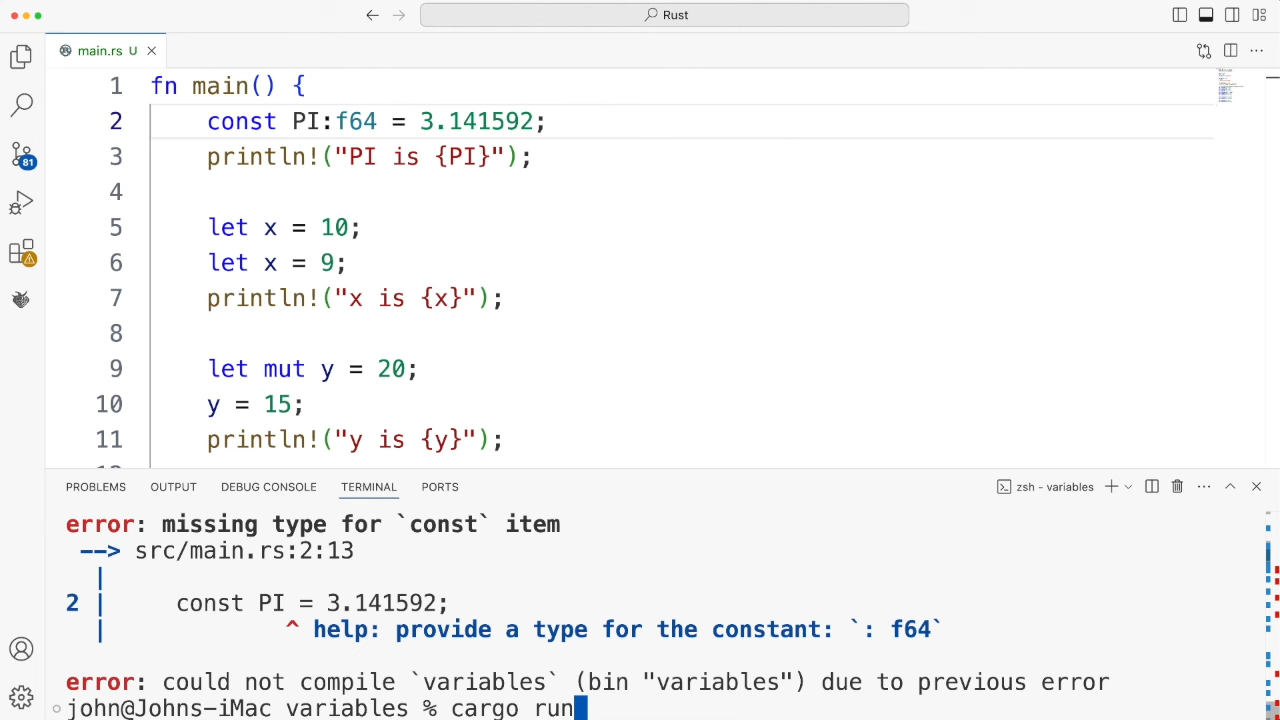 Rust
main.rs U
1 fn main() {
2 const PI:f64 = 3.141592;
3 println!("PI is {PI}");
4
5 let x = 10;
6 let x = 9;
7 println!("x is {x}");
8
9 let mut y = 20;
10 y = 15;
11 println!("y is {y}");
81
PROBLEMS OUTPUT DEBUG CONSOLE TERMINAL PORTS zsh - variables
error: missing type for `const` item
--> src/main.rs:2:13
|
2 | const PI = 3.141592;
| ^ help: provide a type for the constant: `: f64`
error: could not compile `variables` (bin "variables") due to previous error
john@Johns-iMac variables % cargo run